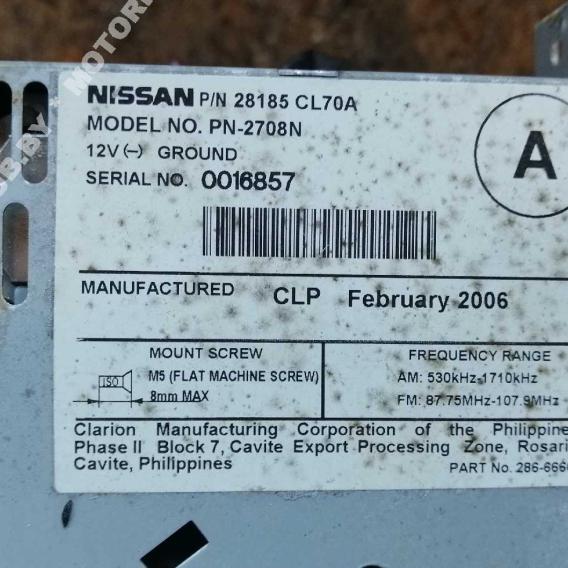 NISSAN P/N 28185 CL70A
MODEL NO. PN-2708N
12V(−) GROUND
SERIAL NO. 0016857
A
MANUFACTURED CLP February 2006
MOUNT SCREW
ISO
M5 (FLAT MACHINE SCREW)
8mm MAX
FREQUENCY RANGE
AM: 530kHz-1710kHz
FM: 87.75MHz-107.9MHz
Clarion Manufacturing Corporation of the Philippine
Phase II Block 7, Cavite Export Processing Zone, Rosari
Cavite, Philippines
PART No. 286-666